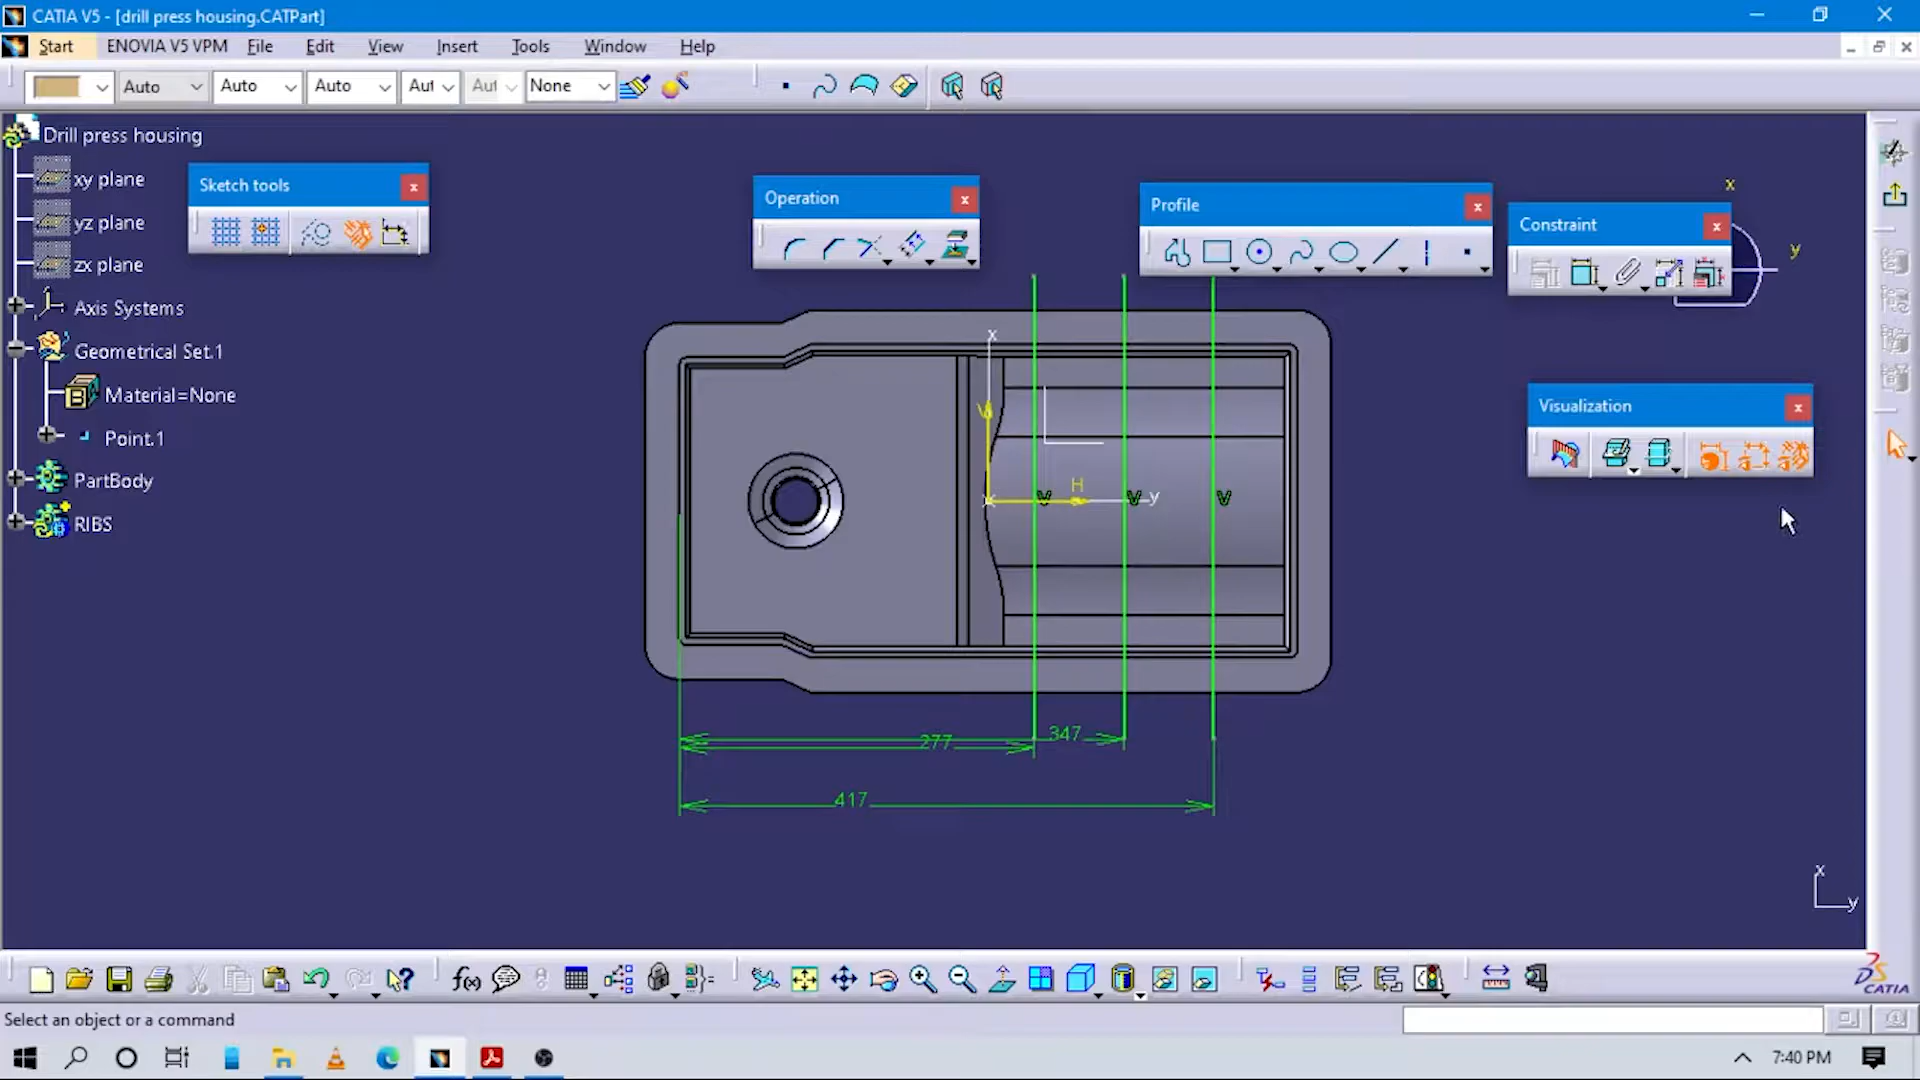 CATIA V5 - [drill press housing.CATPart]
Start ENOVIA V5 VPM File Edit View Insert Tools Window Help
Auto Auto Auto Aut Aut None
Drill press housing
xy plane
yz plane
zx plane
Axis Systems
Geometrical Set.1
Material=None
Point.1
PartBody
RIBS
Sketch tools
Operation
Profile
Constraint
Visualization
x
y
x
V
H
V
V
y
V
277
347
417
x
y
f(x)
CATIA
Select an object or a command
7:40 PM